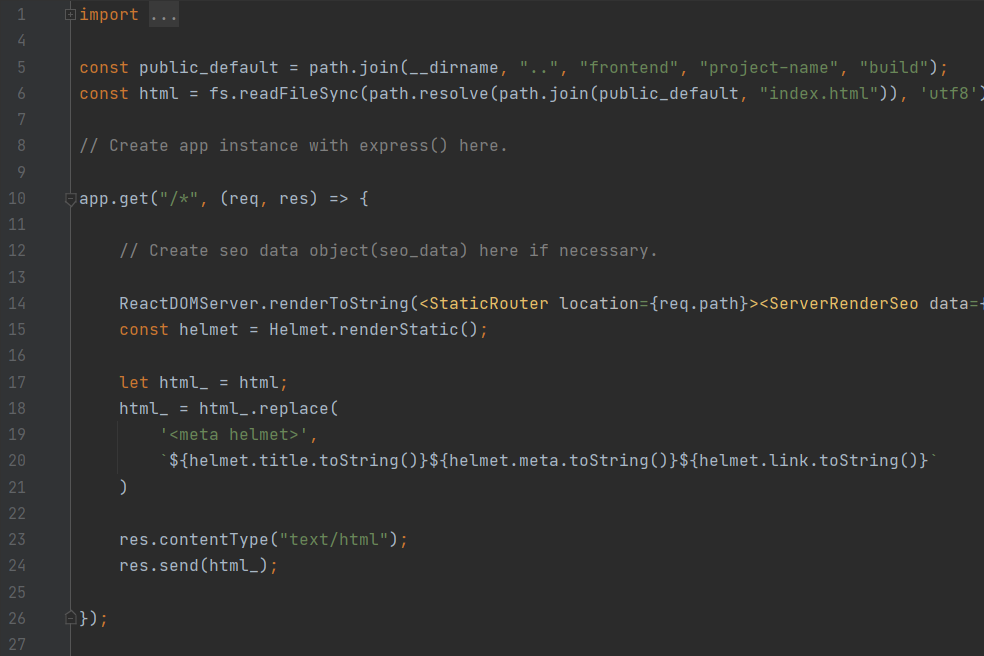 1 import ...
4
5 const public_default = path.join(__dirname, "..", "frontend", "project-name", "build");
6 const html = fs.readFileSync(path.resolve(path.join(public_default, "index.html")), 'utf8')
7
8 // Create app instance with express() here.
9
10 app.get("/*", (req, res) => {
11
12 // Create seo data object(seo_data) here if necessary.
13
14 ReactDOMServer.renderToString(<StaticRouter location={req.path}><ServerRenderSeo data={
15 const helmet = Helmet.renderStatic();
16
17 let html_ = html;
18 html_ = html_.replace(
19 '<meta helmet>',
20 `${helmet.title.toString()}${helmet.meta.toString()}${helmet.link.toString()}`
21 )
22
23 res.contentType("text/html");
24 res.send(html_);
25
26 });
27